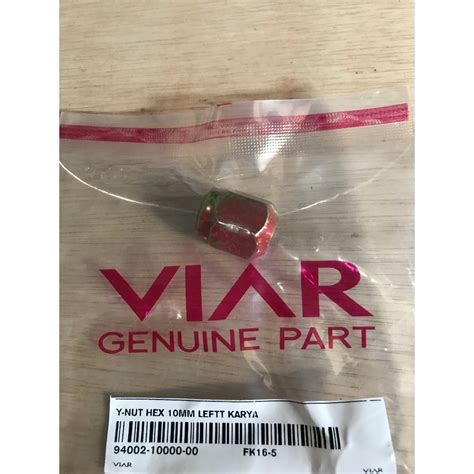 VIAR
GENUINE PART
Y-NUT HEX 10MM LEFTT KARYA
94002-10000-00 FK16-5
VIAR VIAR